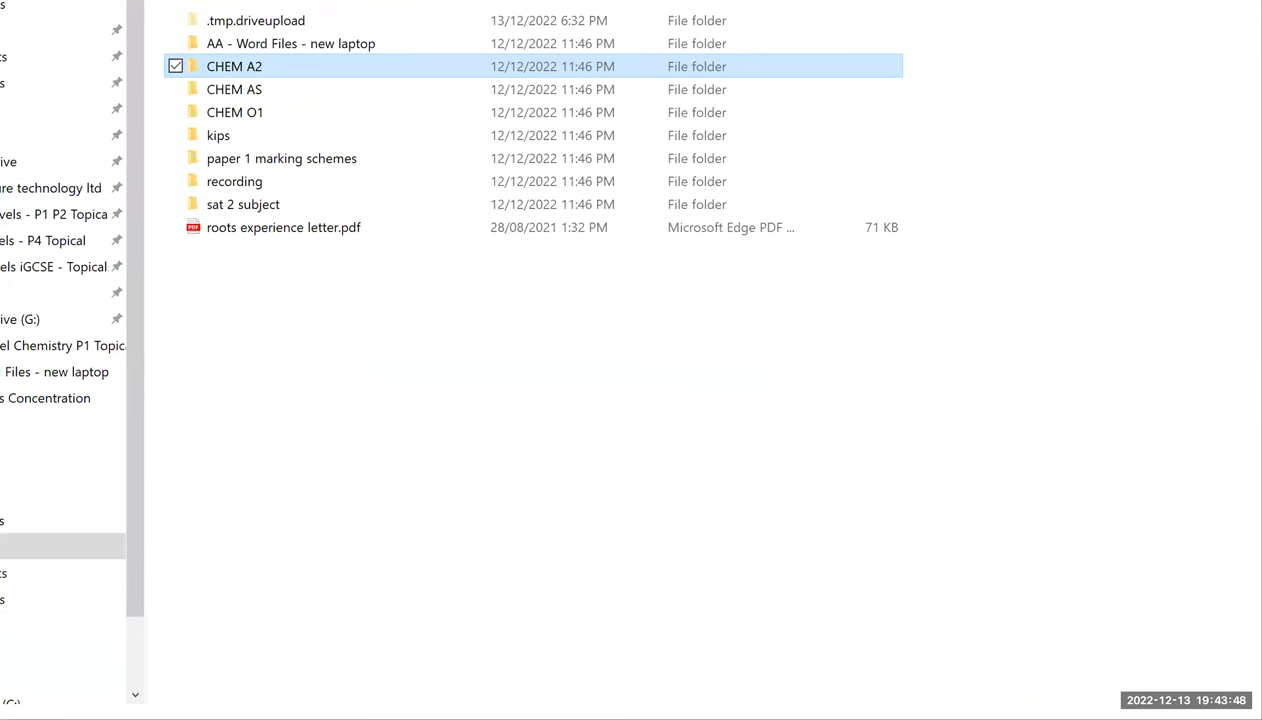 s
.tmp.driveupload 13/12/2022 6:32 PM File folder
AA - Word Files - new laptop 12/12/2022 11:46 PM File folder
ts
CHEM A2 12/12/2022 11:46 PM File folder
s
CHEM AS 12/12/2022 11:46 PM File folder
CHEM O1 12/12/2022 11:46 PM File folder
kips 12/12/2022 11:46 PM File folder
ive
paper 1 marking schemes 12/12/2022 11:46 PM File folder
re technology ltd
recording 12/12/2022 11:46 PM File folder
vels - P1 P2 Topica
sat 2 subject 12/12/2022 11:46 PM File folder
els - P4 Topical
PDF roots experience letter.pdf 28/08/2021 1:32 PM Microsoft Edge PDF ... 71 KB
els iGCSE - Topical
ive (G:)
el Chemistry P1 Topic
Files - new laptop
s Concentration
s
ts
s
(C:)
2022-12-13 19:43:48